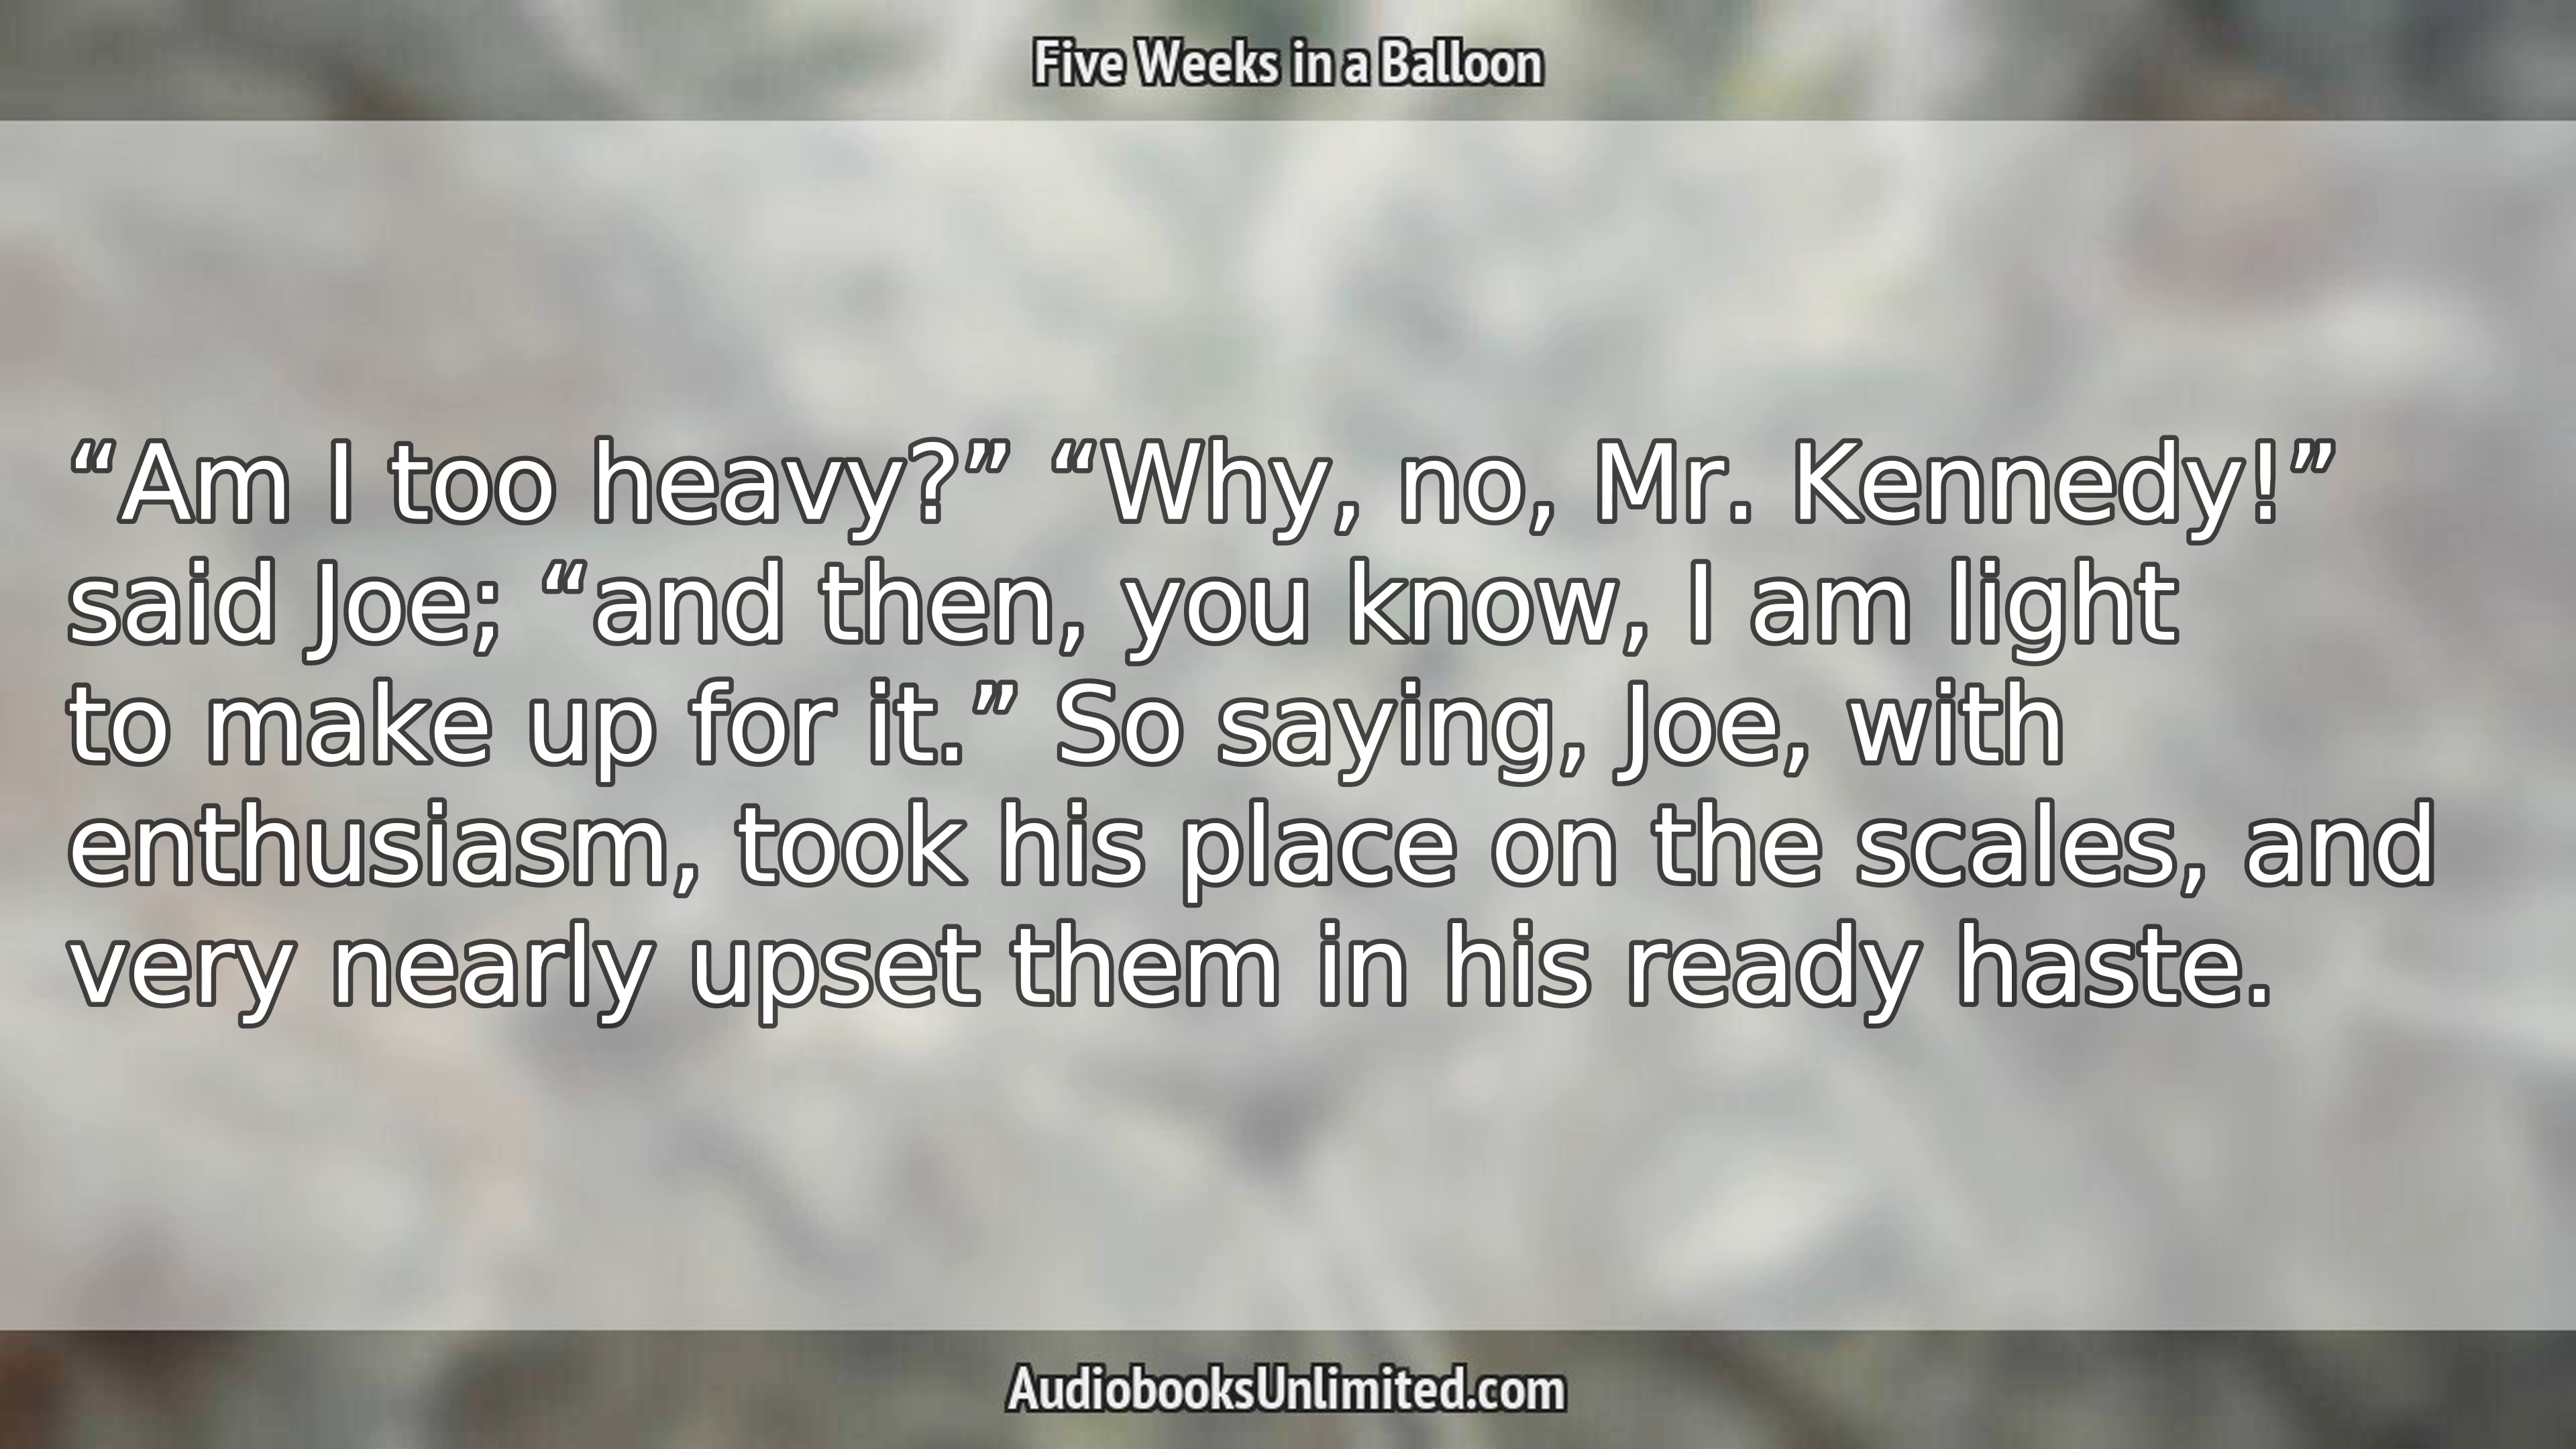 Five Weeks in a Balloon
“Am I too heavy?” “Why, no, Mr. Kennedy!”
said Joe; “and then, you know, I am light
to make up for it.” So saying, Joe, with
enthusiasm, took his place on the scales, and
very nearly upset them in his ready haste.
AudiobooksUnlimited.com